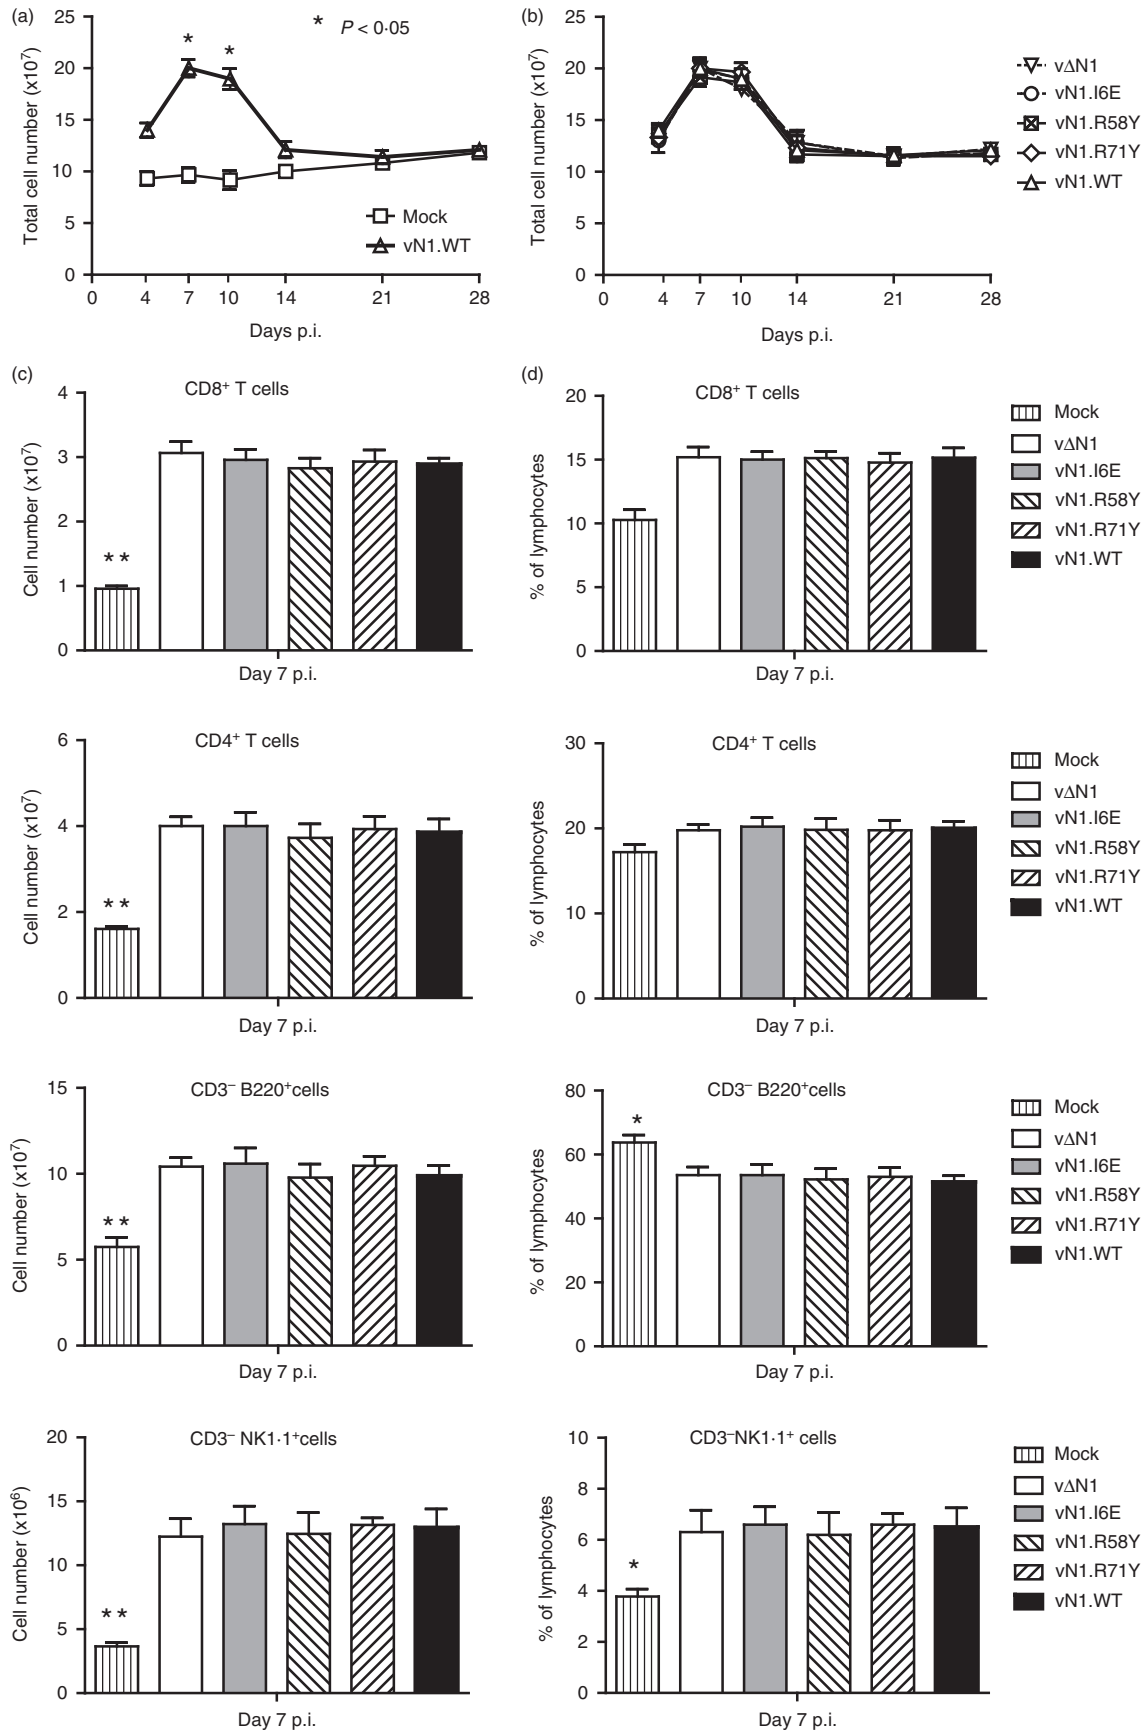 (a)
25
20
15
10
5
0
Total cell number (x10⁷)
* P < 0·05
*
*
Mock
vN1.WT
0 4 7 10 14 21 28
Days p.i.
(b)
25
20
15
10
5
0
Total cell number (x10⁷)
0 4 7 10 14 21 28
Days p.i.
vΔN1
vN1.I6E
vN1.R58Y
vN1.R71Y
vN1.WT
(c)
CD8⁺ T cells
4
3
2
1
0
Cell number (x10⁷)
* *
Day 7 p.i.
(d)
CD8⁺ T cells
20
15
10
5
0
% of lymphocytes
Day 7 p.i.
Mock
vΔN1
vN1.I6E
vN1.R58Y
vN1.R71Y
vN1.WT
CD4⁺ T cells
6
4
2
0
Cell number (x10⁷)
* *
Day 7 p.i.
CD4⁺ T cells
30
20
10
0
% of lymphocytes
Day 7 p.i.
Mock
vΔN1
vN1.I6E
vN1.R58Y
vN1.R71Y
vN1.WT
CD3⁻ B220⁺cells
15
10
5
0
Cell number (x10⁷)
* *
Day 7 p.i.
CD3⁻ B220⁺cells
80
60
40
20
0
% of lymphocytes
*
Day 7 p.i.
Mock
vΔN1
vN1.I6E
vN1.R58Y
vN1.R71Y
vN1.WT
CD3⁻ NK1·1⁺cells
20
15
10
5
0
Cell number (x10⁶)
* *
Day 7 p.i.
CD3⁻NK1·1⁺ cells
10
8
6
4
2
0
% of lymphocytes
*
Day 7 p.i.
Mock
vΔN1
vN1.I6E
vN1.R58Y
vN1.R71Y
vN1.WT